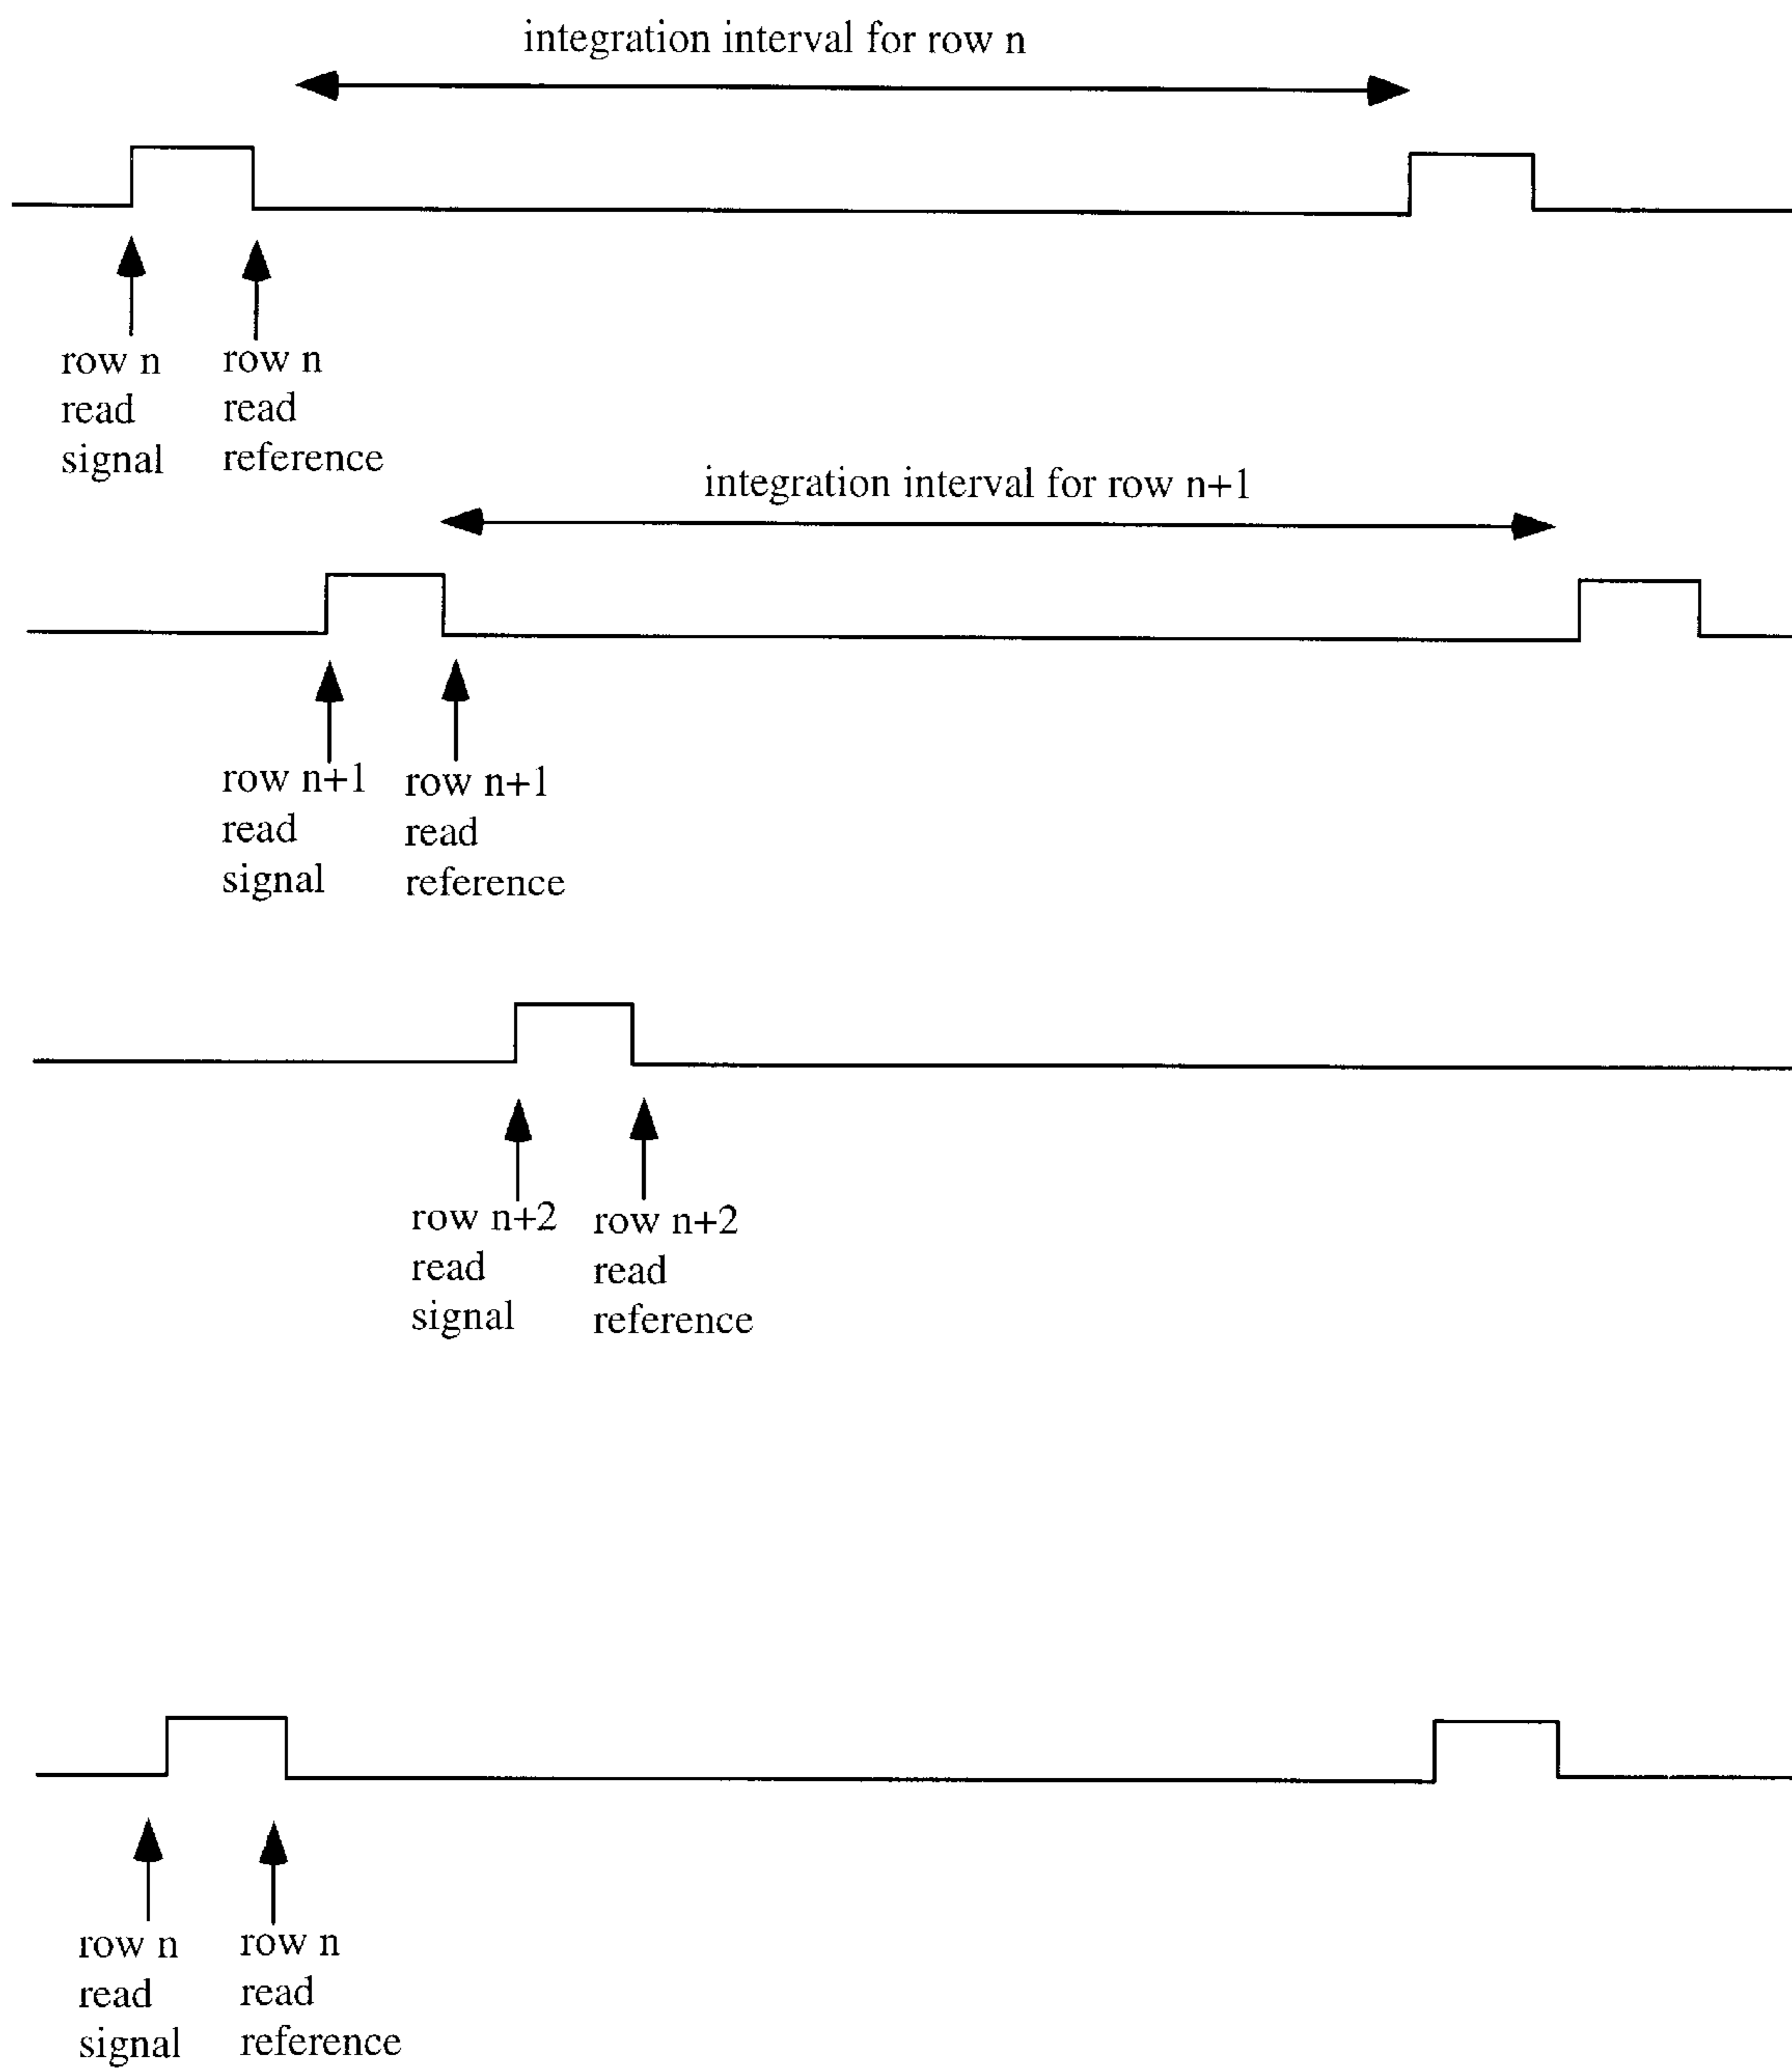 integration interval for row n
row n
read
signal
row n
read
reference
integration interval for row n+1
row n+1
read
signal
row n+1
read
reference
row n+2
read
signal
row n+2
read
reference
row n
read
signal
row n
read
reference